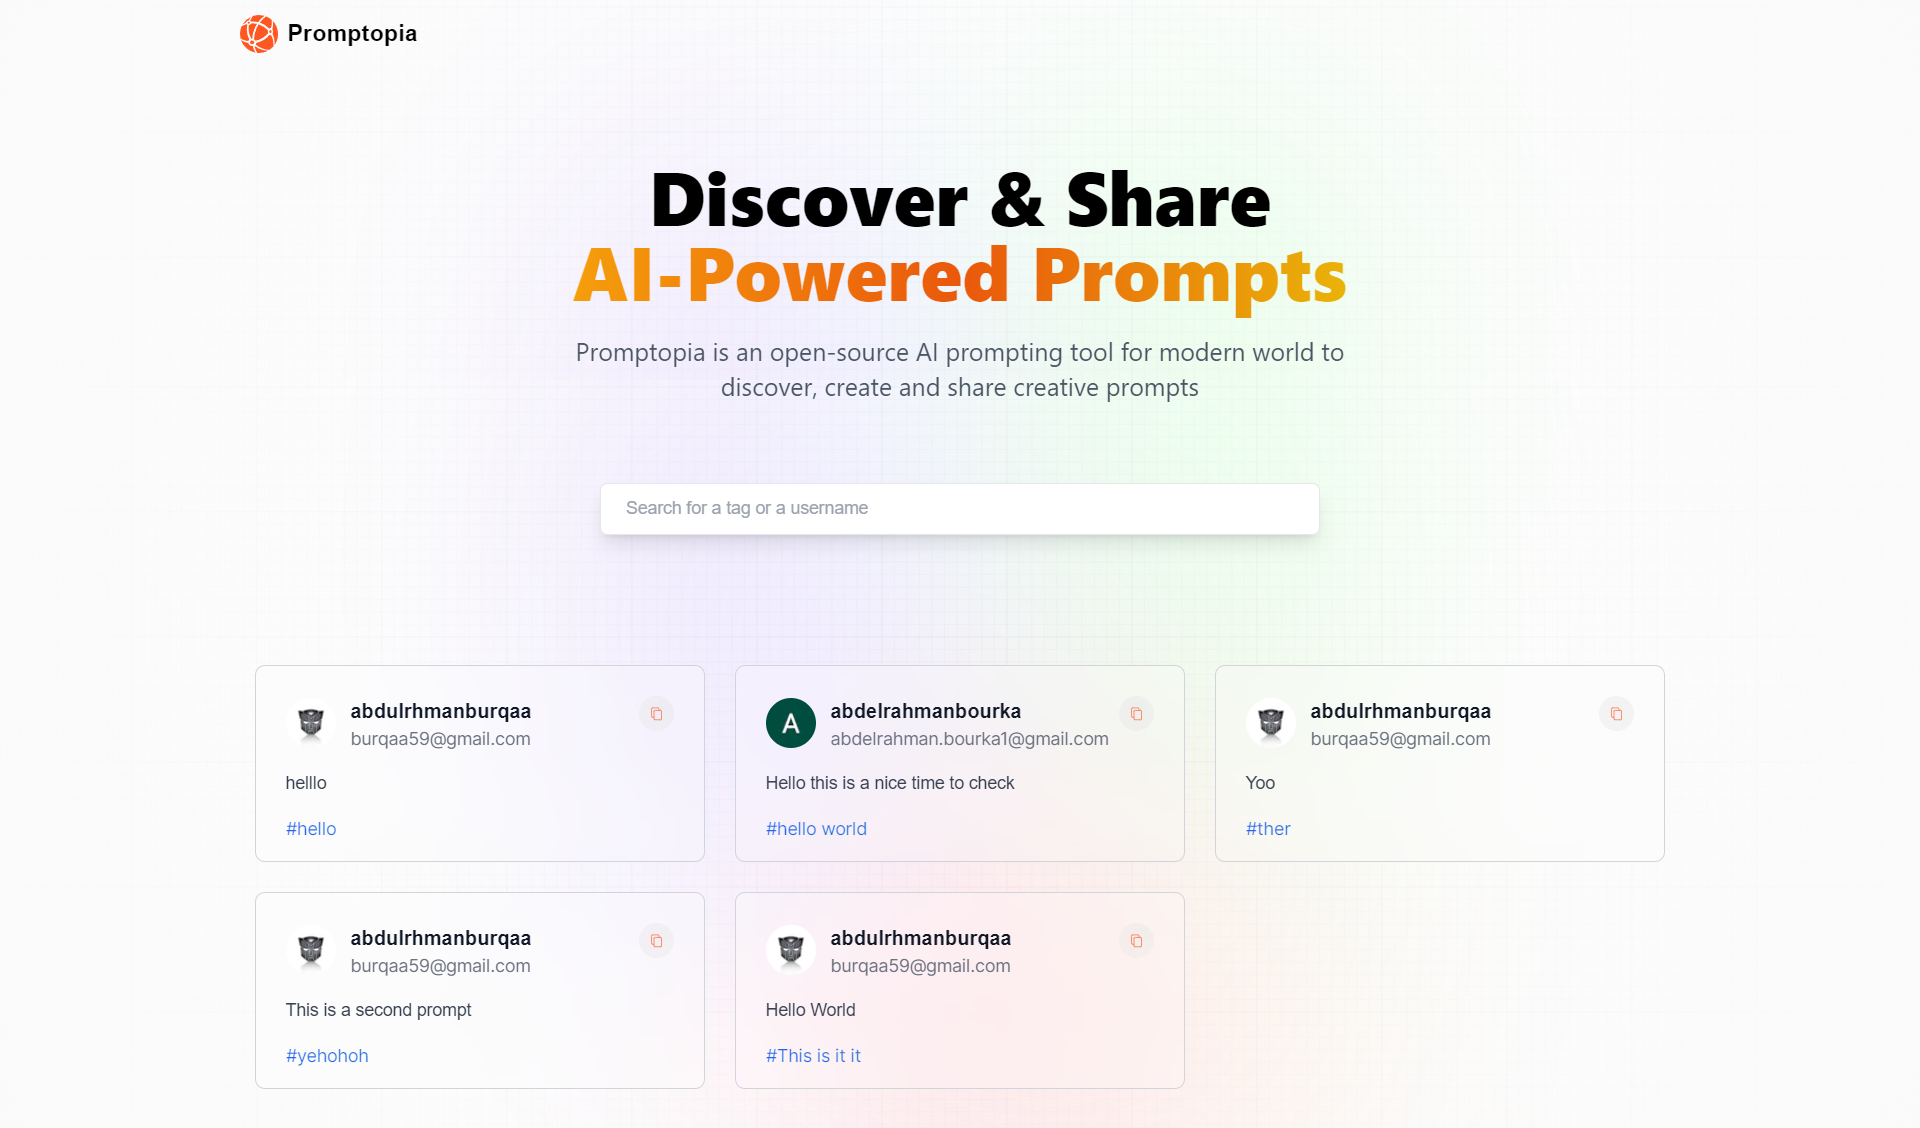 Promptopia
Discover & Share
AI-Powered Prompts
Promptopia is an open-source AI prompting tool for modern world to
discover, create and share creative prompts
Search for a tag or a username
abdulrhmanburqaa
burqaa59@gmail.com
helllo
#hello
A
abdelrahmanbourka
abdelrahman.bourka1@gmail.com
Hello this is a nice time to check
#hello world
abdulrhmanburqaa
burqaa59@gmail.com
Yoo
#ther
abdulrhmanburqaa
burqaa59@gmail.com
This is a second prompt
#yehohoh
abdulrhmanburqaa
burqaa59@gmail.com
Hello World
#This is it it